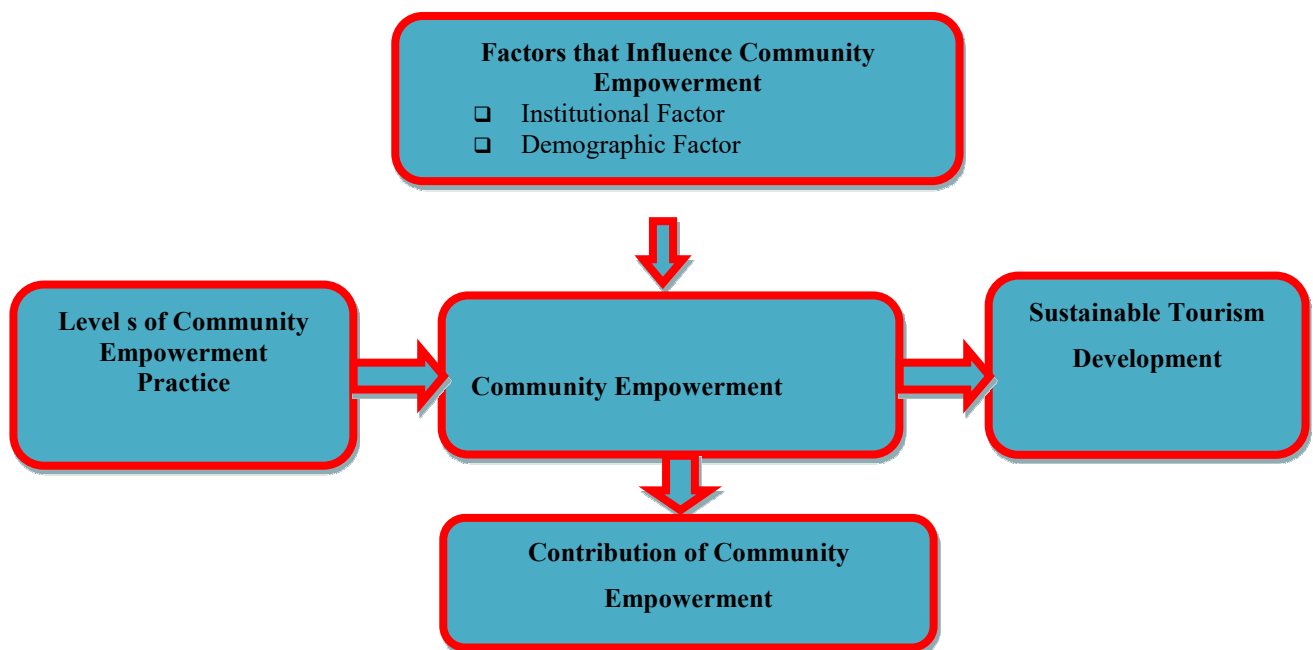 Factors that Influence Community
Empowerment
❑ Institutional Factor
❑ Demographic Factor
Level s of Community
Empowerment
Practice
Community Empowerment
Sustainable Tourism
Development
Contribution of Community
Empowerment